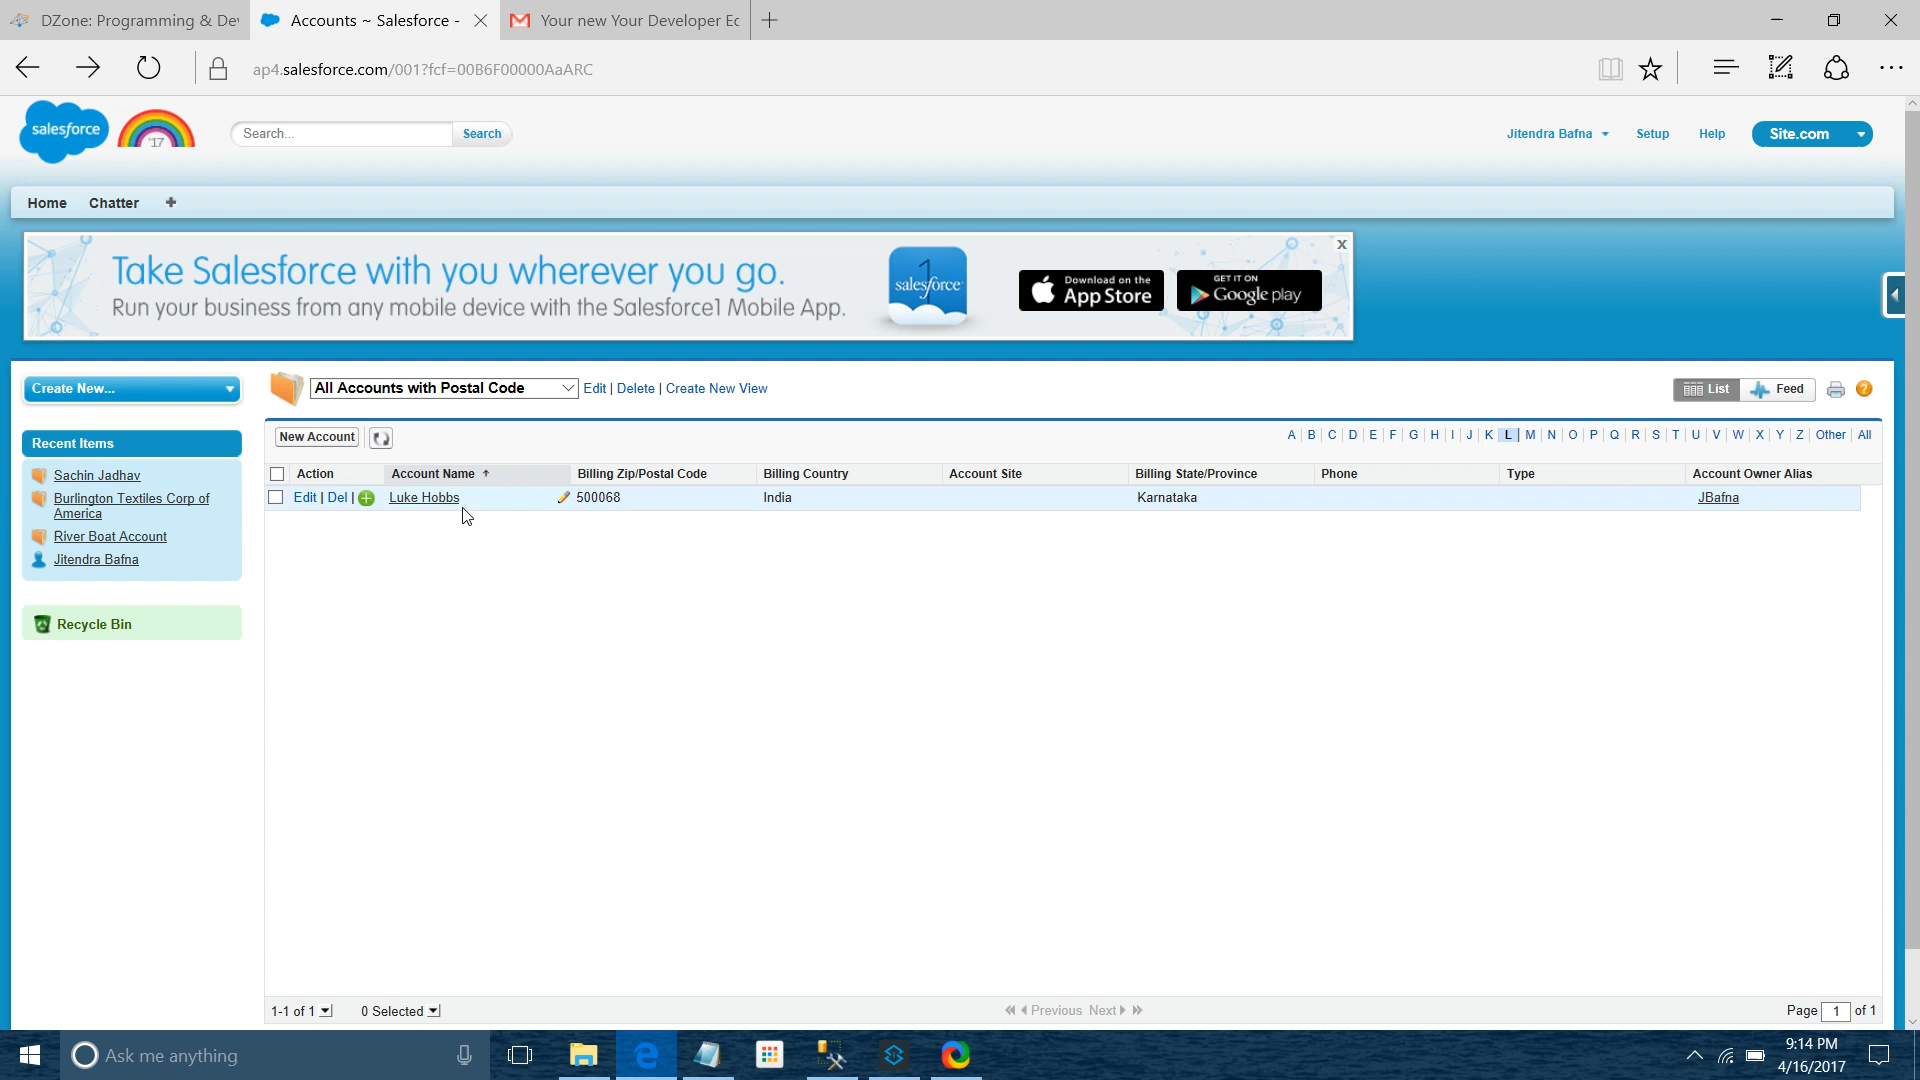 DZone: Programming & De
Accounts ~ Salesforce -
Your new Your Developer Ec
ap4.salesforce.com/001?fcf=00B6F00000AaARC
salesforce
'17
Search...
Search
Jitendra Bafna
Setup
Help
Site.com
Home
Chatter
Take Salesforce with you wherever you go.
Run your business from any mobile device with the Salesforce1 Mobile App.
1
salesforce
Download on the
App Store
GET IT ON
Google play
x
Create New...
All Accounts with Postal Code
Edit | Delete | Create New View
List
Feed
?
Recent Items
Sachin Jadhav
Burlington Textiles Corp of
America
River Boat Account
Jitendra Bafna
Recycle Bin
New Account
A | B | C | D | E | F | G | H | I | J | K | L | M | N | O | P | Q | R | S | T | U | V | W | X | Y | Z | Other | All
Action Account Name Billing Zip/Postal Code Billing Country Account Site Billing State/Province Phone Type Account Owner Alias
Edit | Del | Luke Hobbs 500068 India Karnataka JBafna
1-1 of 1 0 Selected Previous Next Page 1 of 1
Ask me anything
9:14 PM
4/16/2017